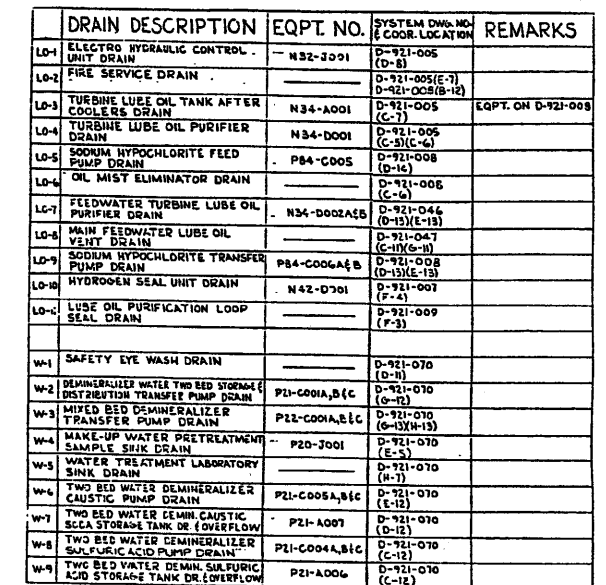 DRAIN DESCRIPTION EQPT. NO. SYSTEM DWG. NO. & COOR. LOCATION REMARKS
LO-1 ELECTRO HYDRAULIC CONTROL UNIT DRAIN N32-J001 D-921-005 (D-8)
LO-2 FIRE SERVICE DRAIN D-921-005(E-7) D-921-008(B-12)
LO-3 TURBINE LUBE OIL TANK AFTER COOLERS DRAIN N34-A001 D-921-005 (C-7) EQPT. ON D-921-005
LO-4 TURBINE LUBE OIL PURIFIER DRAIN N34-D001 D-921-005 (C-5)(C-6)
LO-5 SODIUM HYPOCHLORITE FEED PUMP DRAIN P84-C005 D-921-008 (D-14)
LO-6 OIL MIST ELIMINATOR DRAIN D-921-005 (C-6)
LO-7 FEEDWATER TURBINE LUBE OIL PURIFIER DRAIN N34-D002A&B D-921-046 (D-13)(E-13)
LO-8 MAIN FEEDWATER LUBE OIL VENT DRAIN D-921-047 (C-11)(G-11)
LO-9 SODIUM HYPOCHLORITE TRANSFER PUMP DRAIN P84-C006A&B D-921-008 (D-13)(E-13)
LO-10 HYDROGEN SEAL UNIT DRAIN N42-D301 D-921-007 (F-4)
LUBE OIL PURIFICATION LOOP SEAL DRAIN D-921-009 (F-3)
W-1 SAFETY EYE WASH DRAIN D-921-070 (D-11)
W-2 DEMINERALIZER WATER TWO BED STORAGE & DISTRIBUTION TRANSFER PUMP DRAIN P21-C001A,B&C D-921-070 (G-12)
W-3 MIXED BED DEMINERALIZER TRANSFER PUMP DRAIN P22-C001A,B&C D-921-070 (G-13)(H-13)
W-4 MAKE-UP WATER PRETREATMENT SAMPLE SINK DRAIN P20-J001 D-921-070 (E-5)
W-5 WATER TREATMENT LABORATORY SINK DRAIN D-921-070 (H-7)
W-6 TWO BED WATER DEMINERALIZER CAUSTIC PUMP DRAIN P21-C005A,B&C D-921-070 (E-12)
W-7 TWO BED WATER DEMIN. CAUSTIC SODA STORAGE TANK DR. & OVERFLOW P21-A007 D-921-070 (D-12)
W-8 TWO BED WATER DEMINERALIZER SULFURIC ACID PUMP DRAIN P21-C004A,B&C D-921-070 (C-12)
W-9 TWO BED WATER DEMIN. SULFURIC ACID STORAGE TANK DR. & OVERFLOW P21-A006 D-921-070 (C-12)